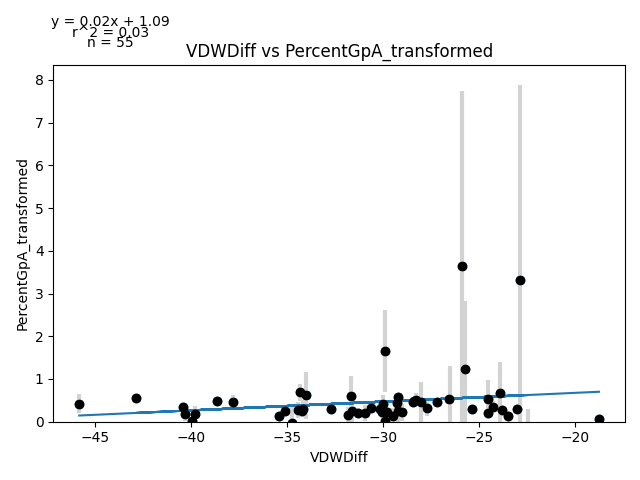 y = 0.02x + 1.09
r^2 = 0.03
n = 55
VDWDiff vs PercentGpA_transformed
8
7
6
5
4
3
2
1
0
PercentGpA_transformed
−45
−40
−35
−30
−25
−20
VDWDiff